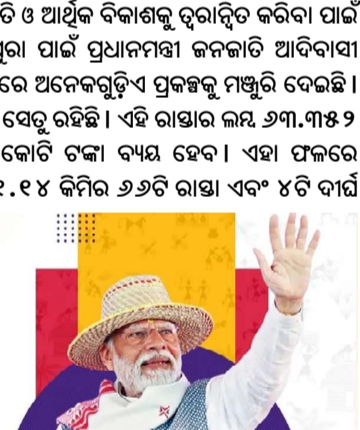 ତି ଓ ଆର୍ଥିକ ବିକାଶକୁ ତ୍ୱରାନ୍ୱିତ କରିବା ପାଇଁ
ପାଇଁ ପ୍ରଧାନମନ୍ତ୍ରୀ ଜନଜାତି ଆଦିବାସୀ
ରେ ଅନେକଗୁଡ଼ିଏ ପ୍ରକଳ୍ପକୁ ମଞ୍ଜୁରି ଦେଇଛି।
ସେତୁ ରହିଛି। ଏହି ରାସ୍ତାର ଲମ୍ବ ୬୩.୩୫୨
କୋଟି ଟଙ୍କା ବ୍ୟୟ ହେବ। ଏହା ଫଳରେ
.୧୪ କିମିର ୬୬ଟି ରାସ୍ତା ଏବଂ ୪ଟି ଦୀର୍ଘ